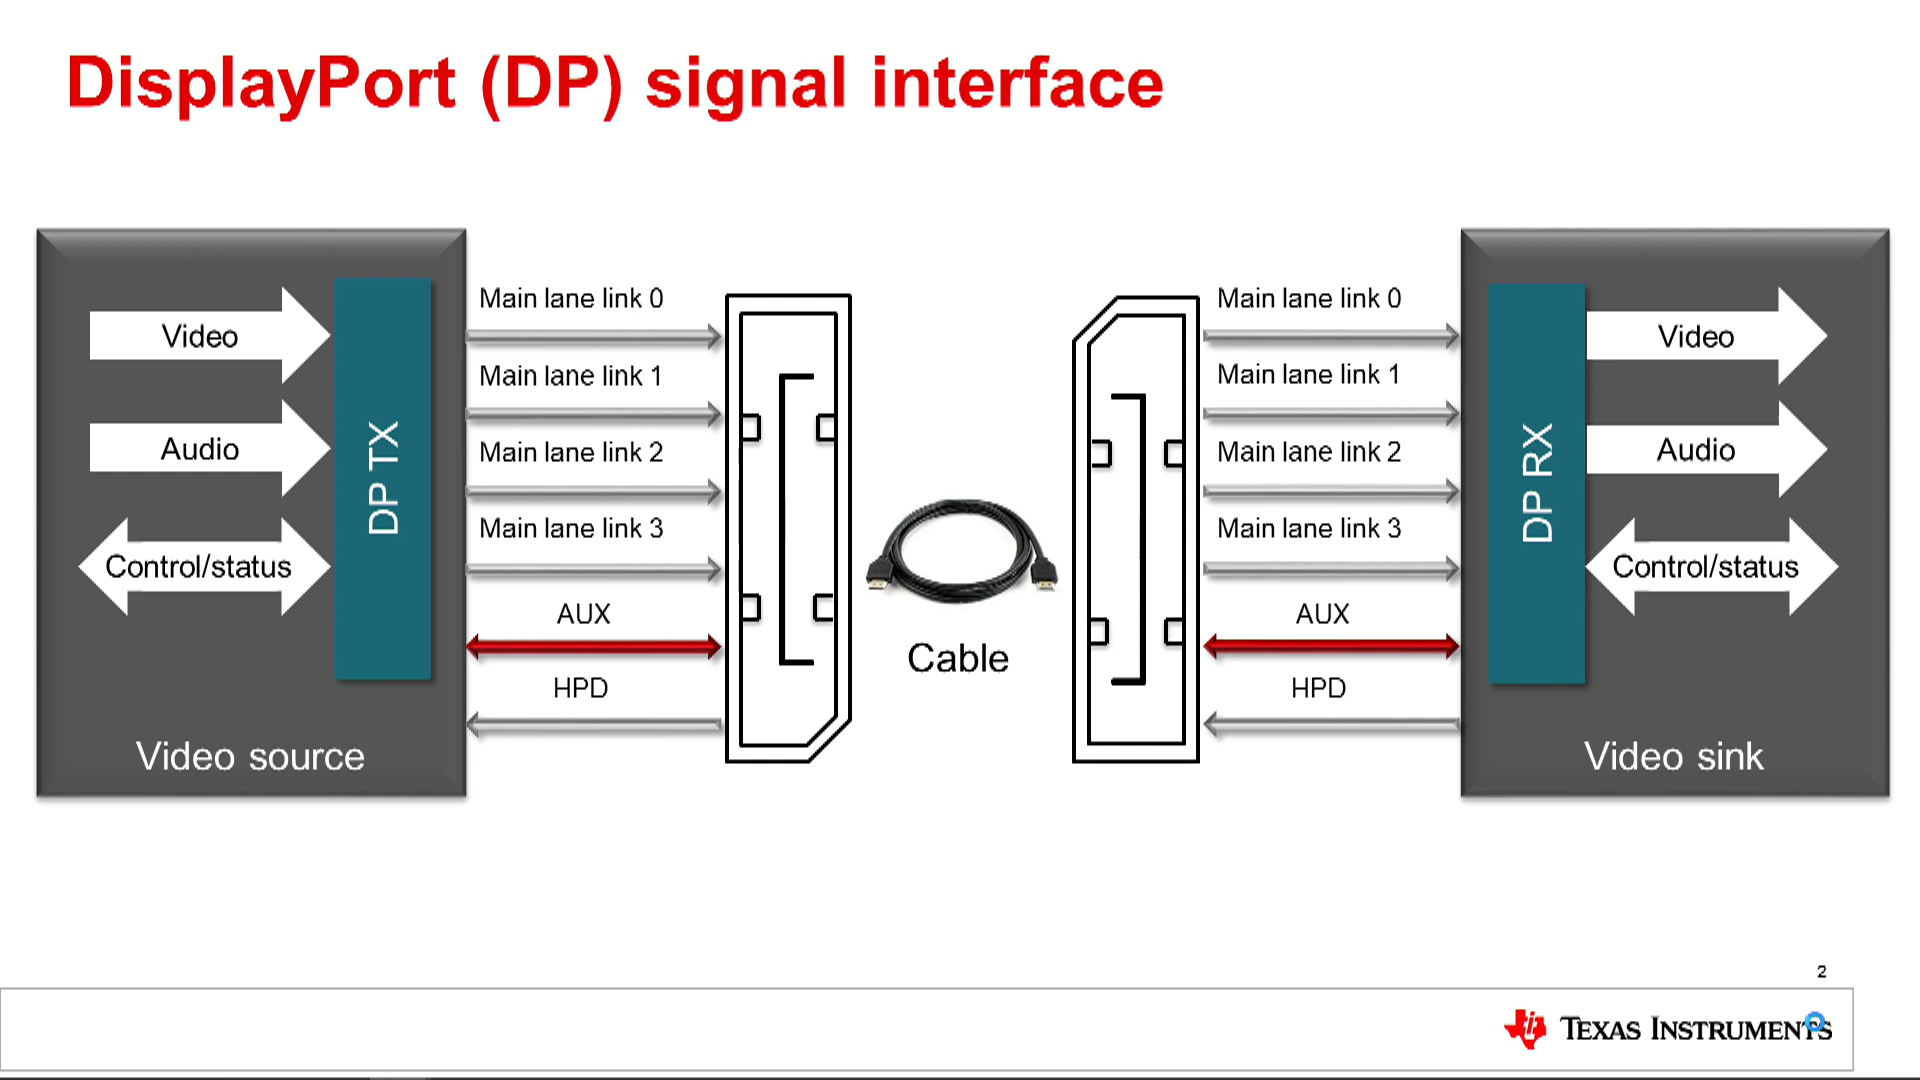 DisplayPort (DP) signal interface
Video
Audio
Control/status
DP TX
Video source
Main lane link 0
Main lane link 1
Main lane link 2
Main lane link 3
AUX
HPD
Cable
Main lane link 0
Main lane link 1
Main lane link 2
Main lane link 3
AUX
HPD
DP RX
Video
Audio
Control/status
Video sink
2
TEXAS INSTRUMENTS